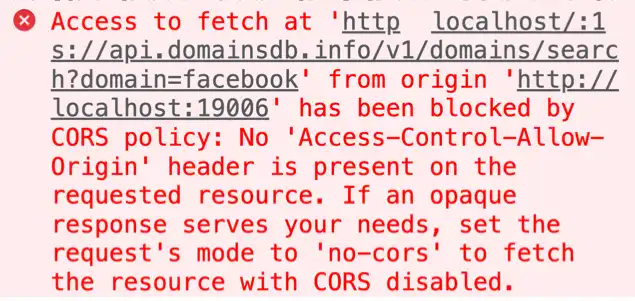 Access to fetch at 'http localhost/:1
s://api.domainsdb.info/v1/domains/searc
h?domain=facebook' from origin 'http://
localhost:19006' has been blocked by
CORS policy: No 'Access-Control-Allow-
Origin' header is present on the
requested resource. If an opaque
response serves your needs, set the
request's mode to 'no-cors' to fetch
the resource with CORS disabled.